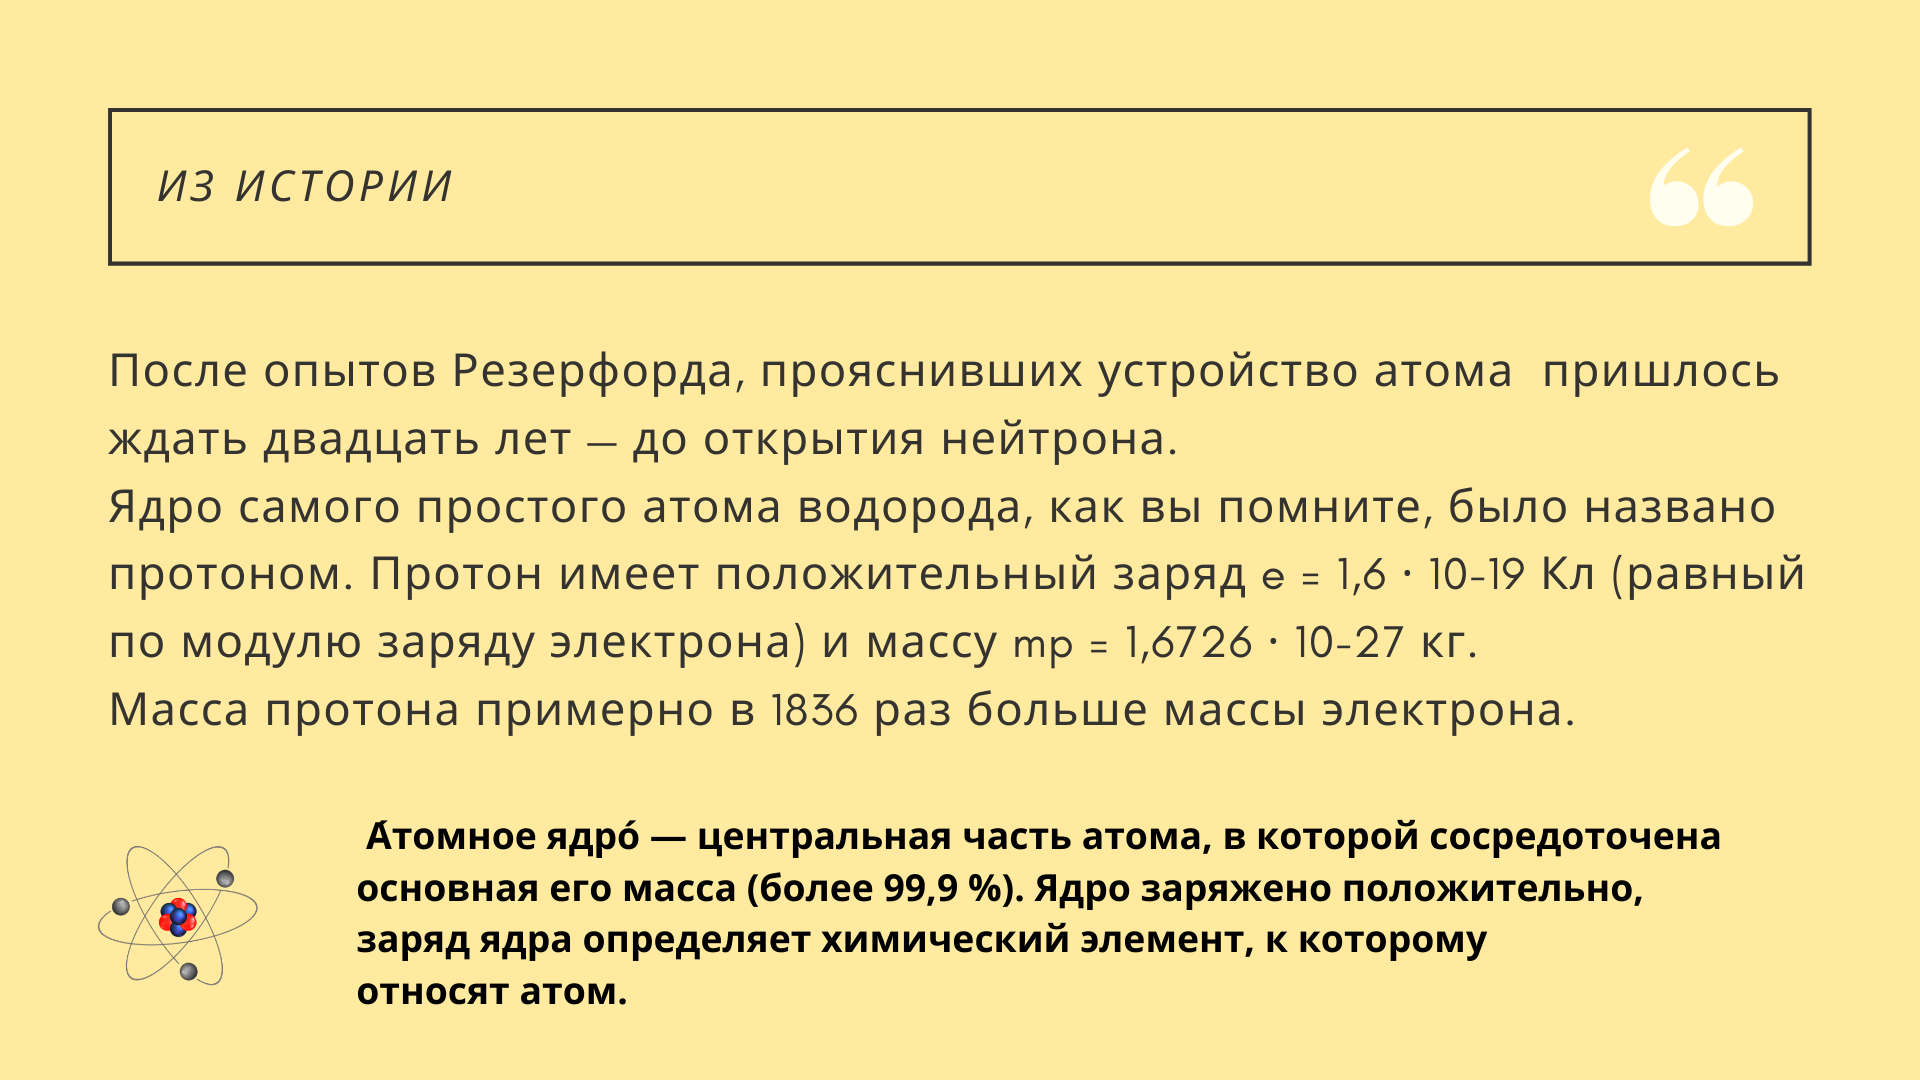 ИЗ ИСТОРИИ
“
После опытов Резерфорда, прояснивших устройство атома  пришлось
ждать двадцать лет — до открытия нейтрона.
Ядро самого простого атома водорода, как вы помните, было названо
протоном. Протон имеет положительный заряд e = 1,6 · 10-19 Кл (равный
по модулю заряду электрона) и массу mp = 1,6726 · 10-27 кг.
Масса протона примерно в 1836 раз больше массы электрона.
А́томное ядро́ — центральная часть атома, в которой сосредоточена
основная его масса (более 99,9 %). Ядро заряжено положительно,
заряд ядра определяет химический элемент, к которому
относят атом.